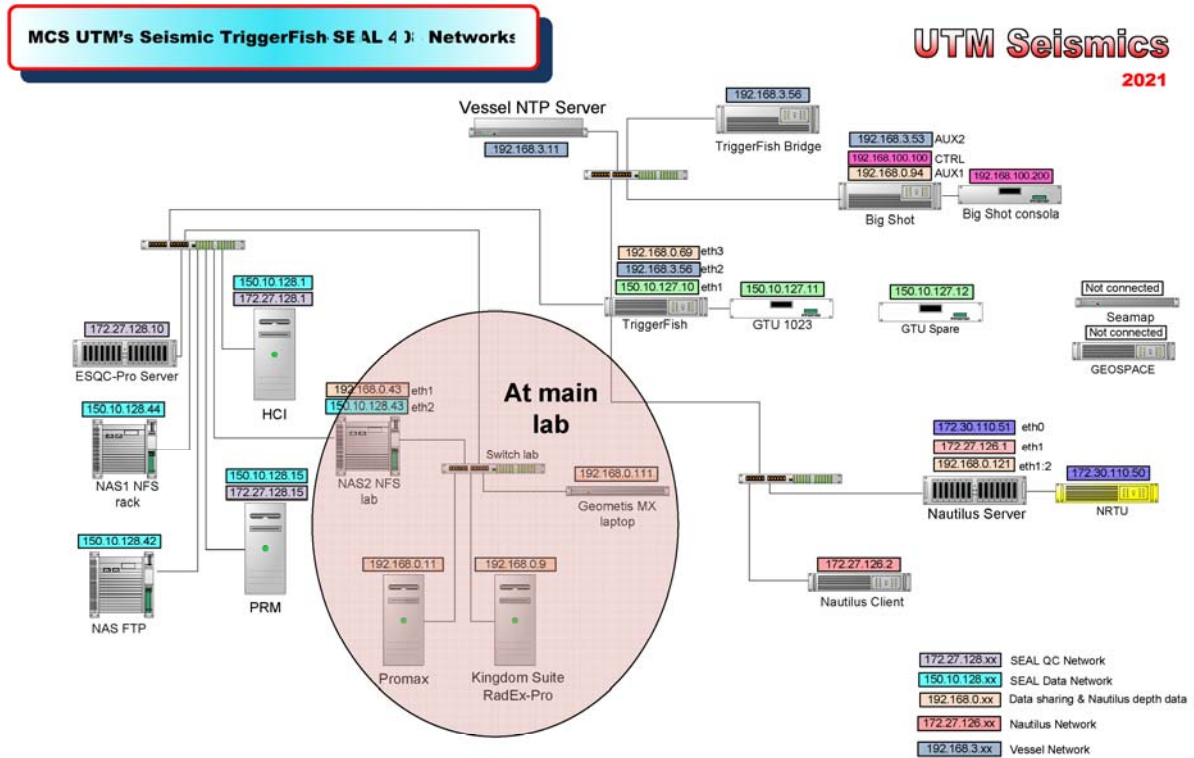 MCS UTM's Seismic TriggerFish SEAL 408 Networks
UTM Seismics
2021
Vessel NTP Server
192.168.3.11
192.168.3.56
TriggerFish Bridge
192.168.3.53 AUX2
192.168.100.100 CTRL
192.168.0.94 AUX1
Big Shot
192.168.100.200
Big Shot consola
192.168.0.69 eth3
192.168.3.56 eth2
150.10.127.10 eth1
TriggerFish
150.10.127.11
GTU 1023
150.10.127.12
GTU Spare
Not connected
Seamap
Not connected
GEOSPACE
150.10.128.1
172.27.128.1
HCI
172.27.128.10
ESQC-Pro Server
150.10.128.44
NAS1 NFS
rack
150.10.128.15
172.27.128.15
PRM
150.10.128.42
NAS FTP
At main
lab
192.168.0.43 eth1
150.10.128.43 eth2
NAS2 NFS
lab
Switch lab
192.168.0.111
Geometis MX
laptop
192.168.0.11
Promax
192.168.0.9
Kingdom Suite
RadEx-Pro
172.30.110.51 eth0
172.27.126.1 eth1
192.168.0.121 eth1:2
Nautilus Server
172.30.110.50
NRTU
172.27.126.2
Nautilus Client
172.27.128.xx SEAL QC Network
150.10.128.xx SEAL Data Network
192.168.0.xx Data sharing & Nautilus depth data
172.27.126.xx Nautilus Network
192.168.3.xx Vessel Network